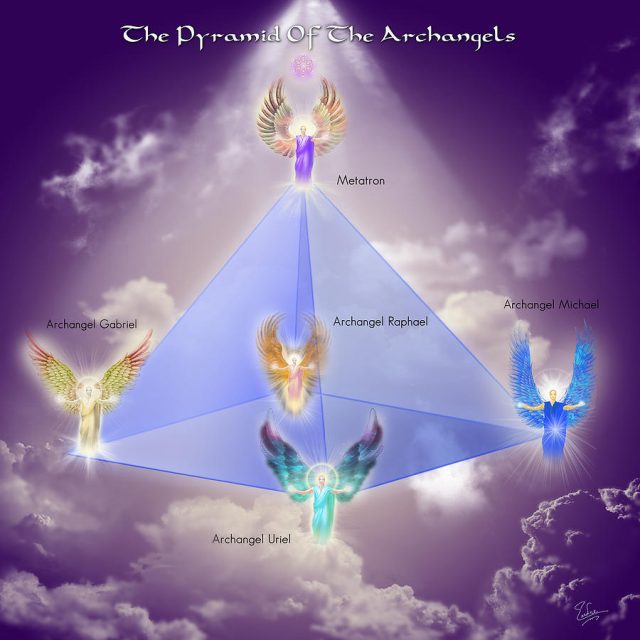 The Pyramid Of The Archangels
Metatron
Archangel Michael
Archangel Gabriel
Archangel Raphael
Archangel Uriel